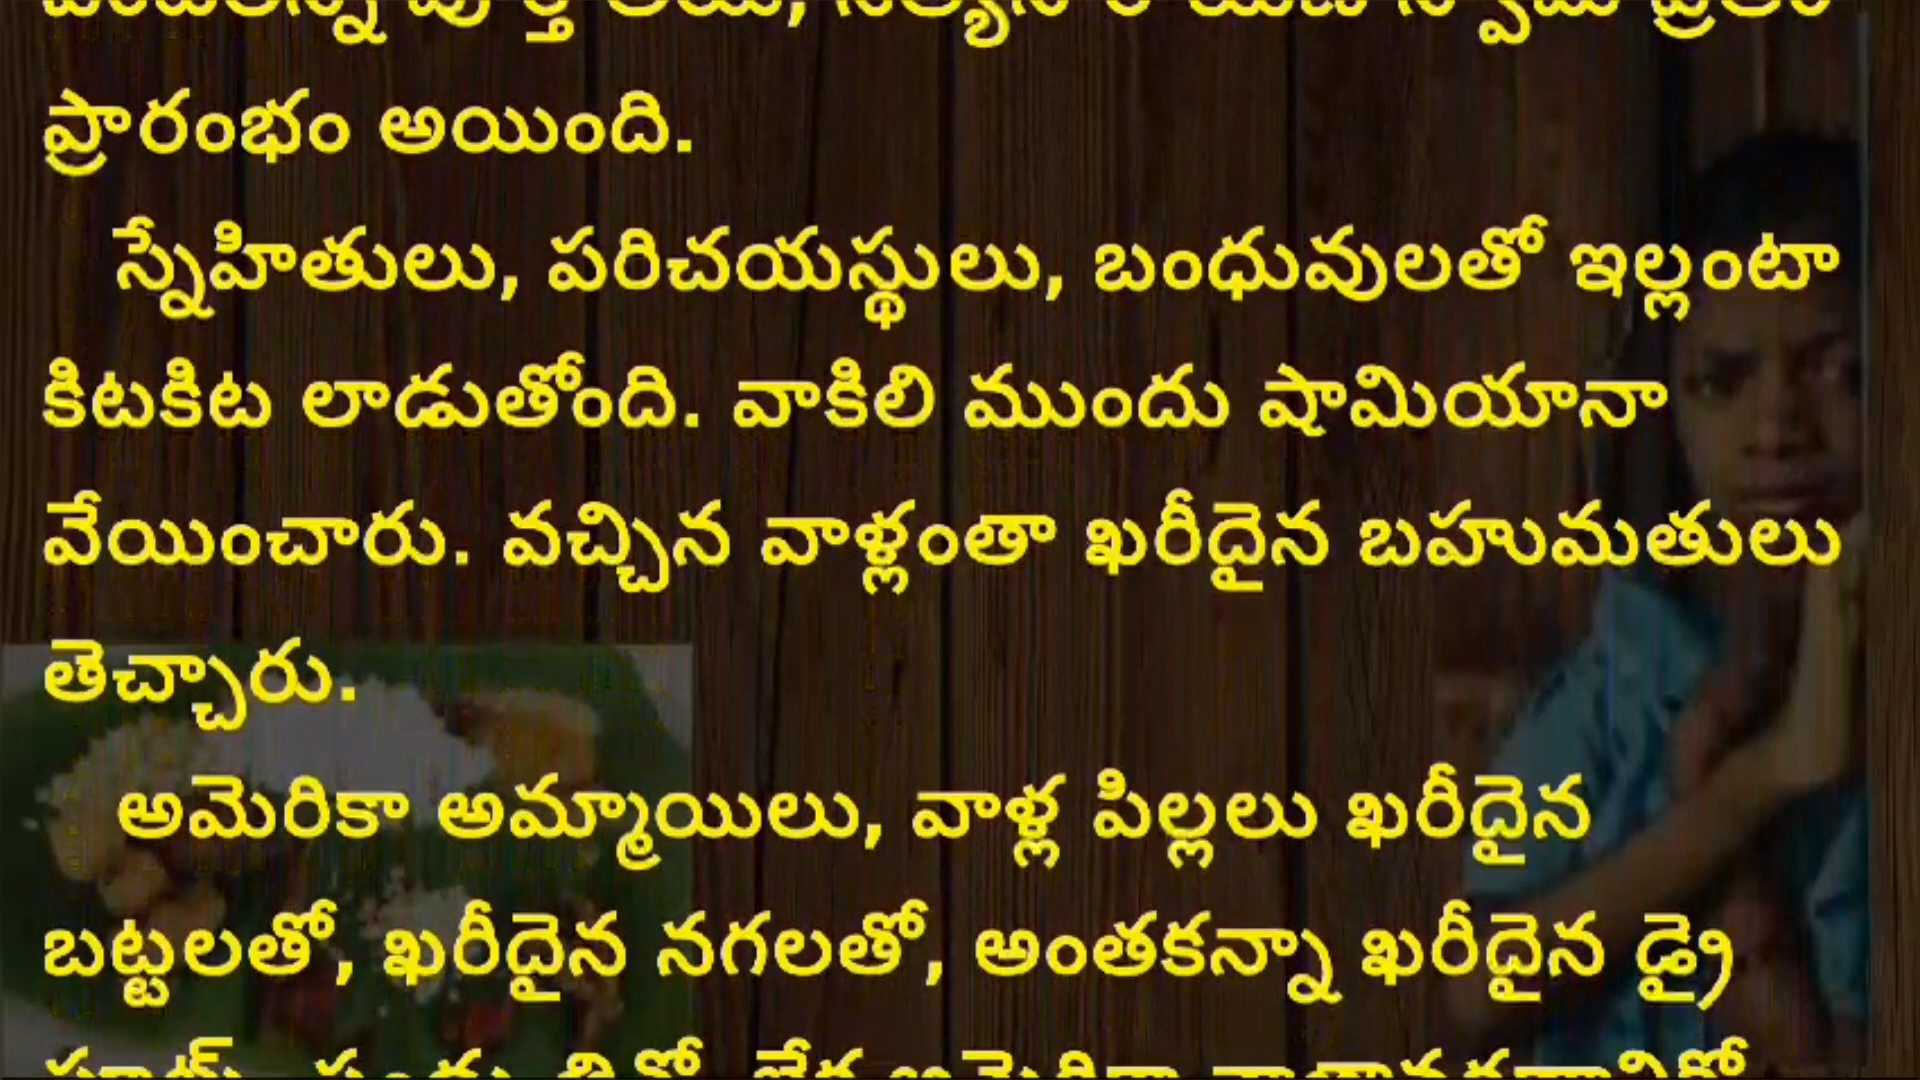 ప్రారంభం అయింది.
స్నేహితులు, పరిచయస్థులు, బంధువులతో ఇల్లంటా
కిటకిట లాడుతోంది. వాకిలి ముందు షామియానా
వేయించారు. వచ్చిన వాళ్లంతా ఖరీదైన బహుమతులు
తెచ్చారు.
అమెరికా అమ్మాయిలు, వాళ్ల పిల్లలు ఖరీదైన
బట్టలతో, ఖరీదైన నగలతో, అంతకన్నా ఖరీదైన డ్రై